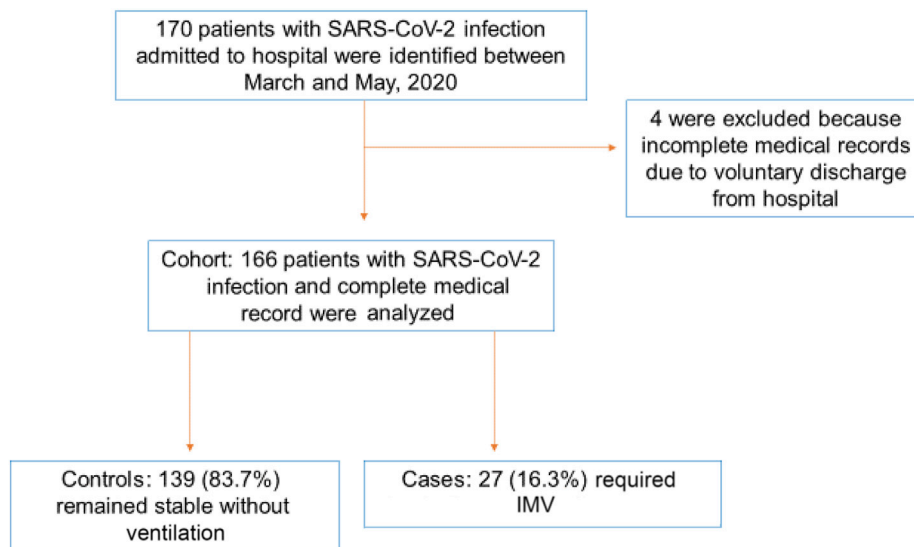 170 patients with SARS-CoV-2 infection
admitted to hospital were identified between
March and May, 2020
4 were excluded because
incomplete medical records
due to voluntary discharge
from hospital
Cohort: 166 patients with SARS-CoV-2
infection and complete medical
record were analyzed
Controls: 139 (83.7%)
remained stable without
ventilation
Cases: 27 (16.3%) required
IMV